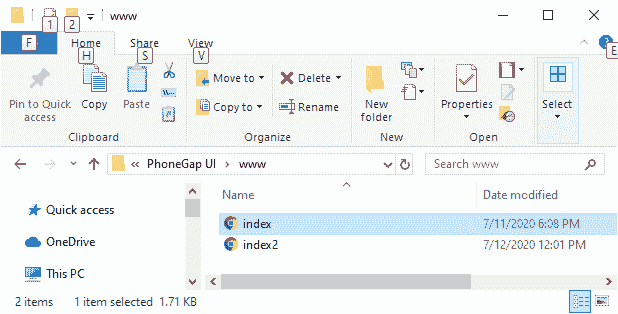 1 2 www
F Home Share View E
H S V
Pin to Quick access
Copy
Paste
Move to
Copy to
Delete
Rename
New folder
Properties
Select
Clipboard Organize New Open
« PhoneGap UI › www Search www
Name Date modified
Quick access
index 7/11/2020 6:08 PM
OneDrive
index2 7/12/2020 12:01 PM
This PC
2 items 1 item selected 1.71 KB